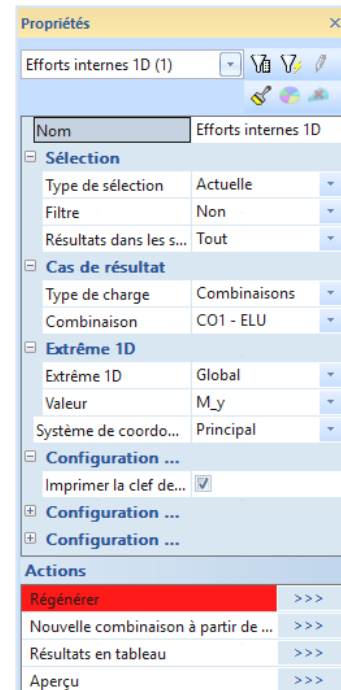 Propriétés
Efforts internes 1D (1)
Nom Efforts internes 1D
Sélection
Type de sélection Actuelle
Filtre Non
Résultats dans les s... Tout
Cas de résultat
Type de charge Combinaisons
Combinaison CO1 - ELU
Extrême 1D
Extrême 1D Global
Valeur M_y
Système de coordo... Principal
Configuration ...
Imprimer la clef de...
Configuration ...
Configuration ...
Actions
Régénérer >>>
Nouvelle combinaison à partir de ... >>>
Résultats en tableau >>>
Aperçu >>>